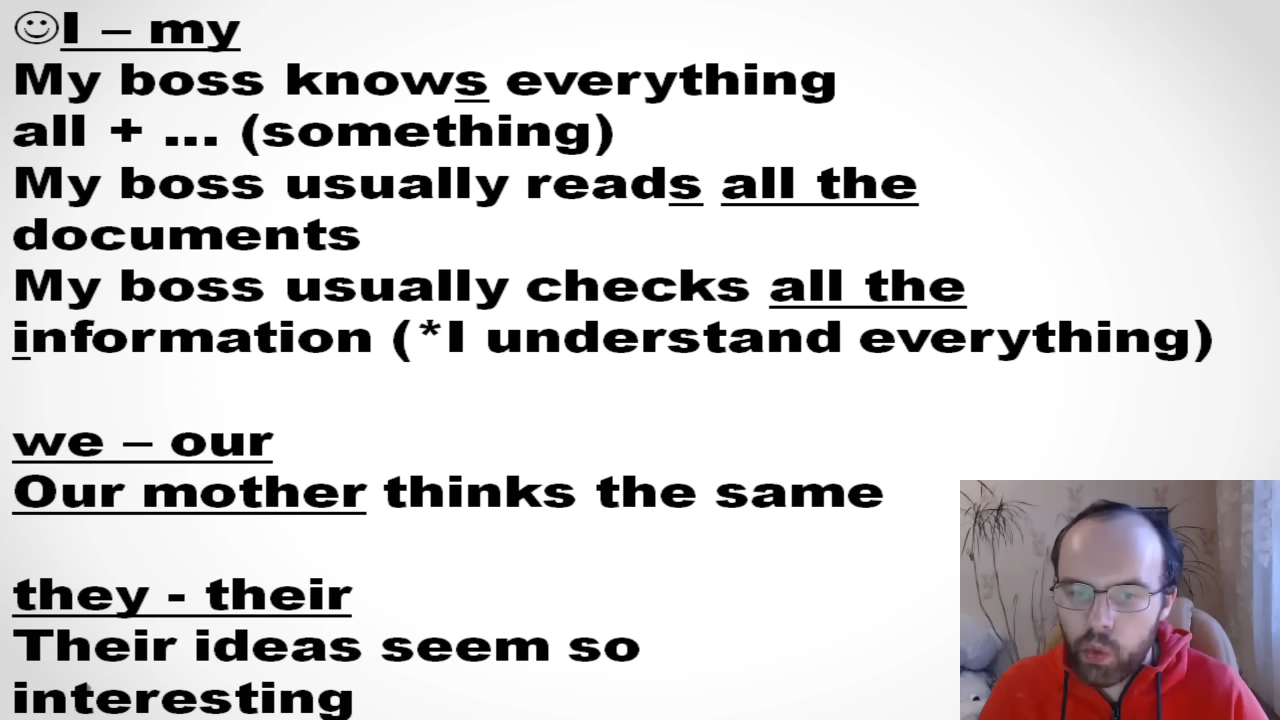 ☺I – my
My boss knows everything
all + ... (something)
My boss usually reads all the
documents
My boss usually checks all the
information (*I understand everything)
we – our
Our mother thinks the same
they - their
Their ideas seem so
interesting